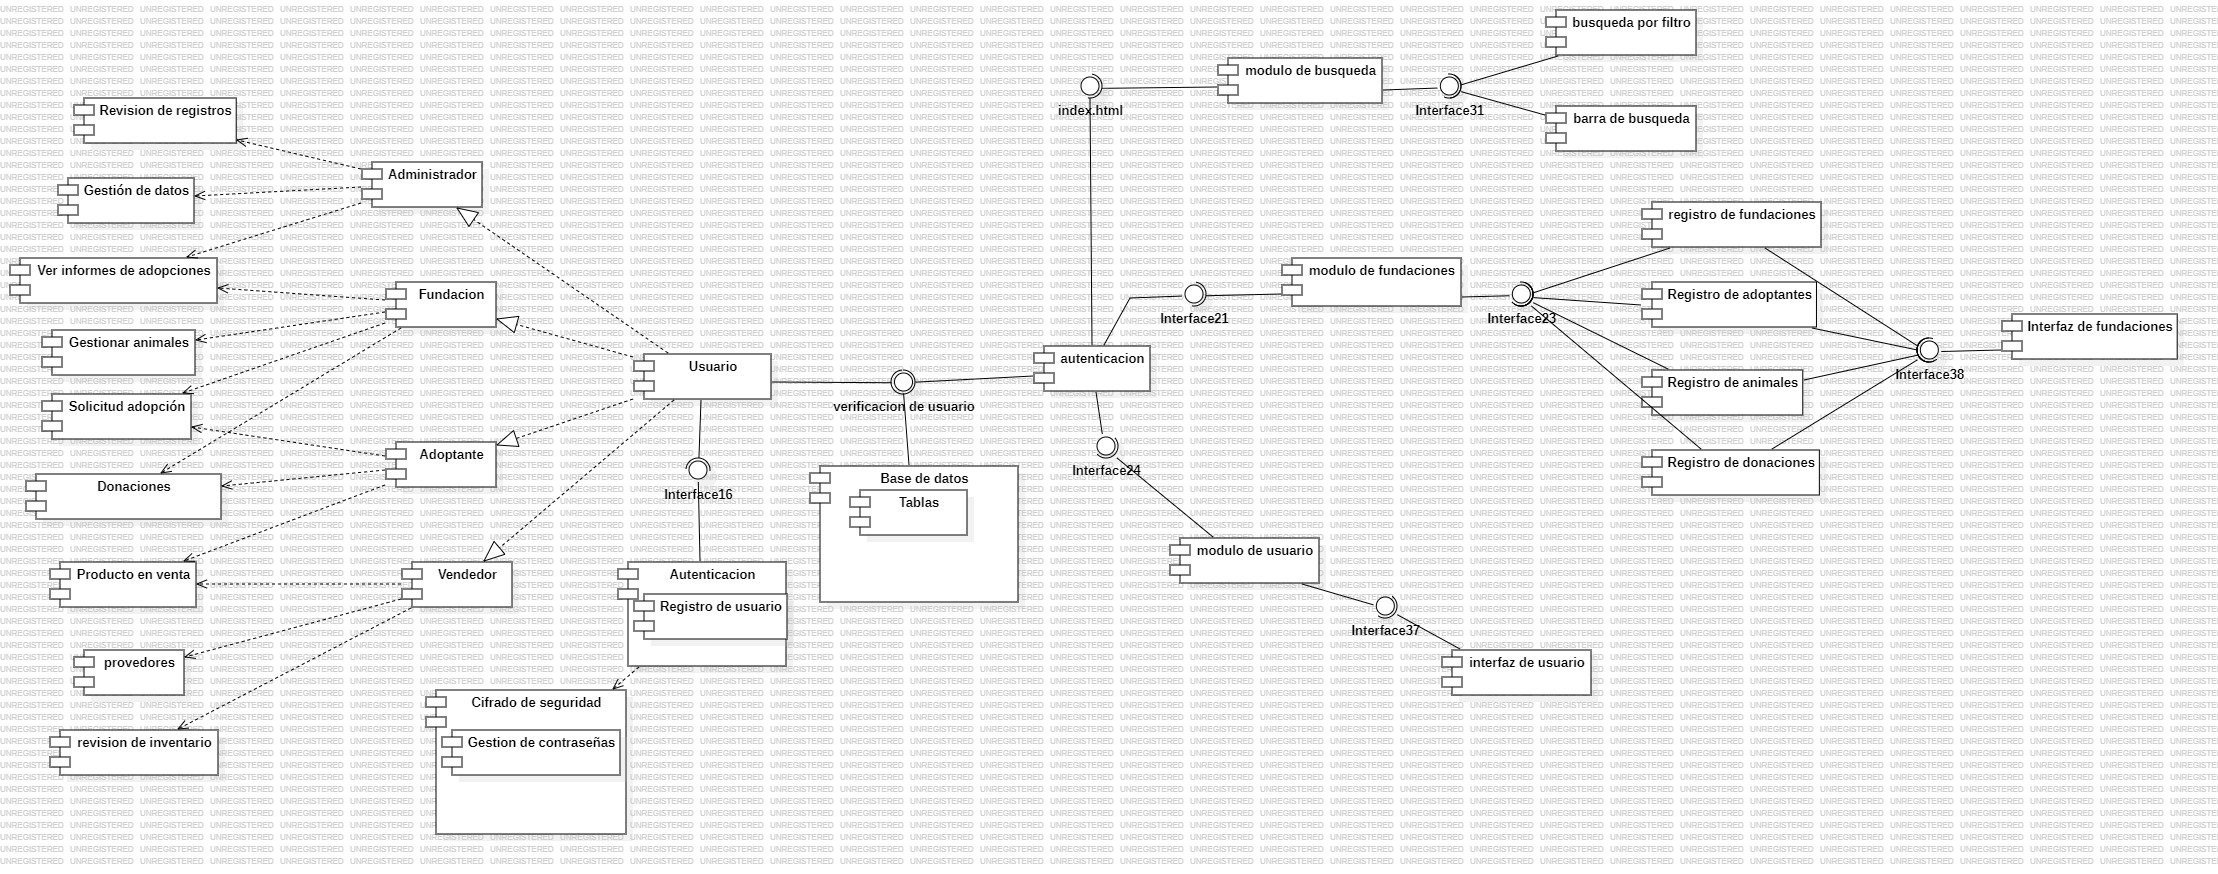 busqueda por filtro
modulo de busqueda
index.html
Interface31
barra de busqueda
Revision de registros
Administrador
Gestión de datos
registro de fundaciones
Ver informes de adopciones
Fundacion
modulo de fundaciones
Interface21
Interface23
Registro de adoptantes
Interfaz de fundaciones
Gestionar animales
Usuario
autenticacion
Interface38
Registro de animales
Solicitud adopción
verificacion de usuario
Adoptante
Interface24
Registro de donaciones
Donaciones
Interface16
Base de datos
Tablas
modulo de usuario
Producto en venta
Vendedor
Autenticacion
Registro de usuario
Interface37
provedores
interfaz de usuario
Cifrado de seguridad
revision de inventario
Gestion de contraseñas
UNREGISTERED